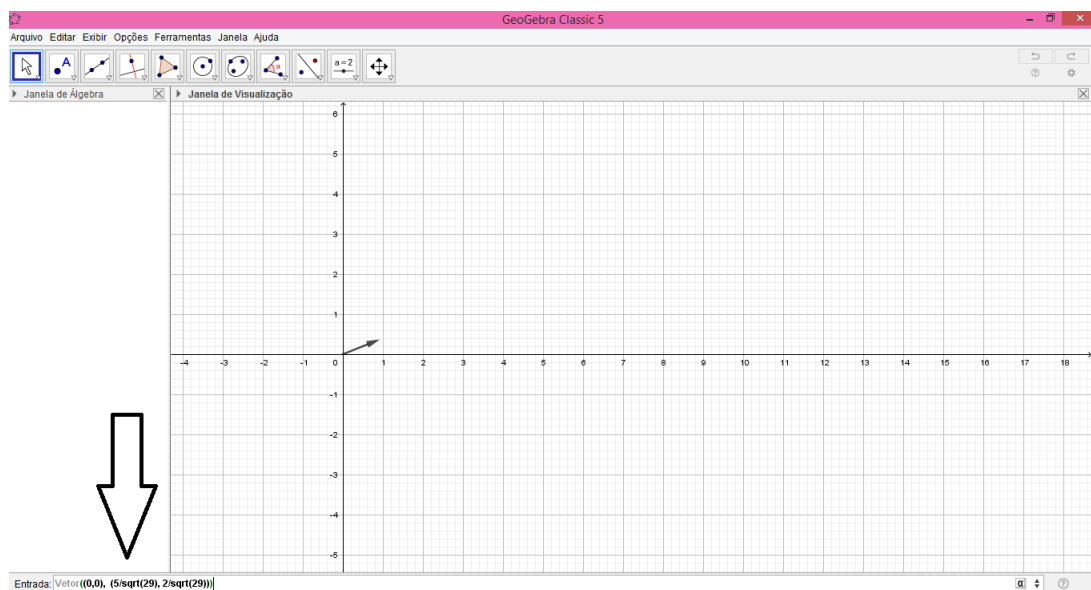 GeoGebra Classic 5
Arquivo Editar Exibir Opções Ferramentas Janela Ajuda
A
α
a=2
Janela de Álgebra
Janela de Visualização
6
5
4
3
2
1
-4 -3 -2 -1 0 1 2 3 4 5 6 7 8 9 10 11 12 13 14 15 16 17 18
-1
-2
-3
-4
-5
Entrada: Vetor((0,0), (5/sqrt(29), 2/sqrt(29)))
α